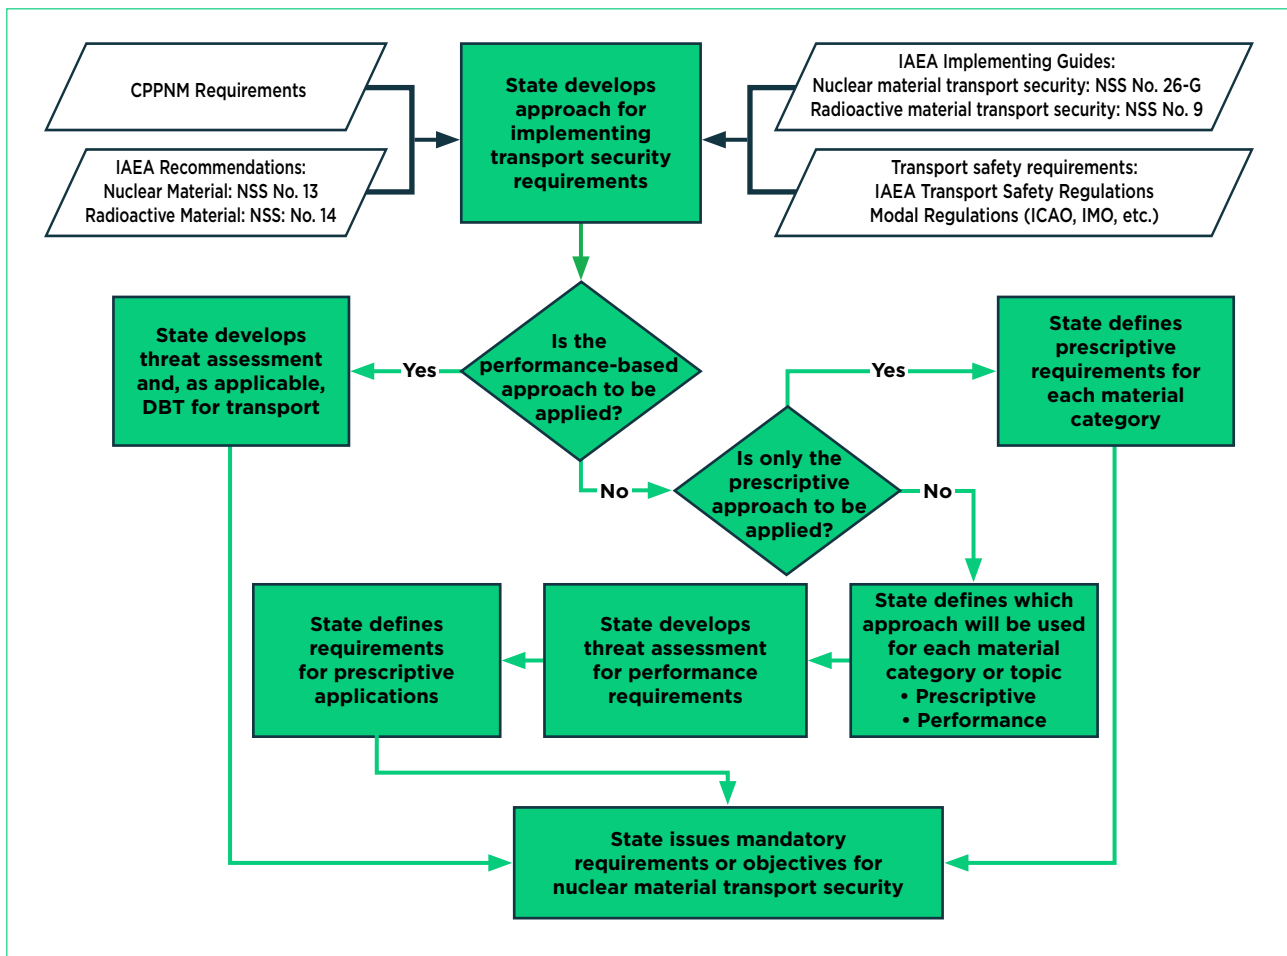 CPPNM Requirements
IAEA Recommendations:
Nuclear Material: NSS No. 13
Radioactive Material: NSS: No. 14
State develops
approach for
implementing
transport security
requirements
IAEA Implementing Guides:
Nuclear material transport security: NSS No. 26-G
Radioactive material transport security: NSS No. 9
Transport safety requirements:
IAEA Transport Safety Regulations
Modal Regulations (ICAO, IMO, etc.)
State develops
threat assessment
and, as applicable,
DBT for transport
Yes
Is the
performance-based
approach to be
applied?
No
Is only the
prescriptive
approach to be
applied?
Yes
State defines
prescriptive
requirements for
each material
category
No
State defines
requirements
for prescriptive
applications
State develops
threat assessment
for performance
requirements
State defines which
approach will be used
for each material
category or topic
• Prescriptive
• Performance
State issues mandatory
requirements or objectives for
nuclear material transport security